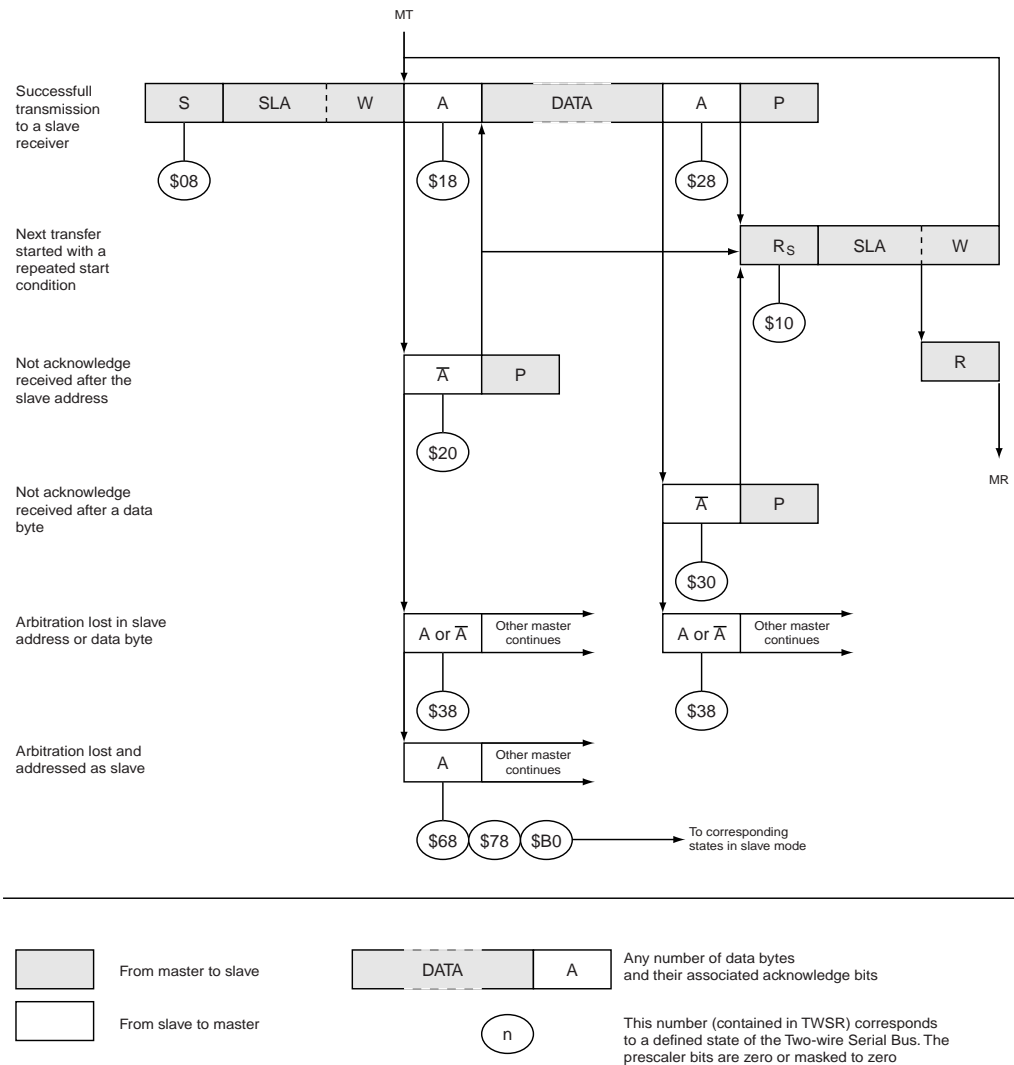 MT
Successfull
transmission
to a slave
receiver
S SLA W A DATA A P
$08 $18 $28
Next transfer
started with a
repeated start
condition
RS SLA W
$10
Not acknowledge
received after the
slave address
A̅ P
R
$20
MR
Not acknowledge
received after a data
byte
A̅ P
$30
Arbitration lost in slave
address or data byte
A or A̅
Other master
continues
A or A̅
Other master
continues
$38 $38
Arbitration lost and
addressed as slave
A
Other master
continues
$68 $78 $B0
To corresponding
states in slave mode
From master to slave
DATA A
Any number of data bytes
and their associated acknowledge bits
From slave to master
n
This number (contained in TWSR) corresponds
to a defined state of the Two-wire Serial Bus. The
prescaler bits are zero or masked to zero